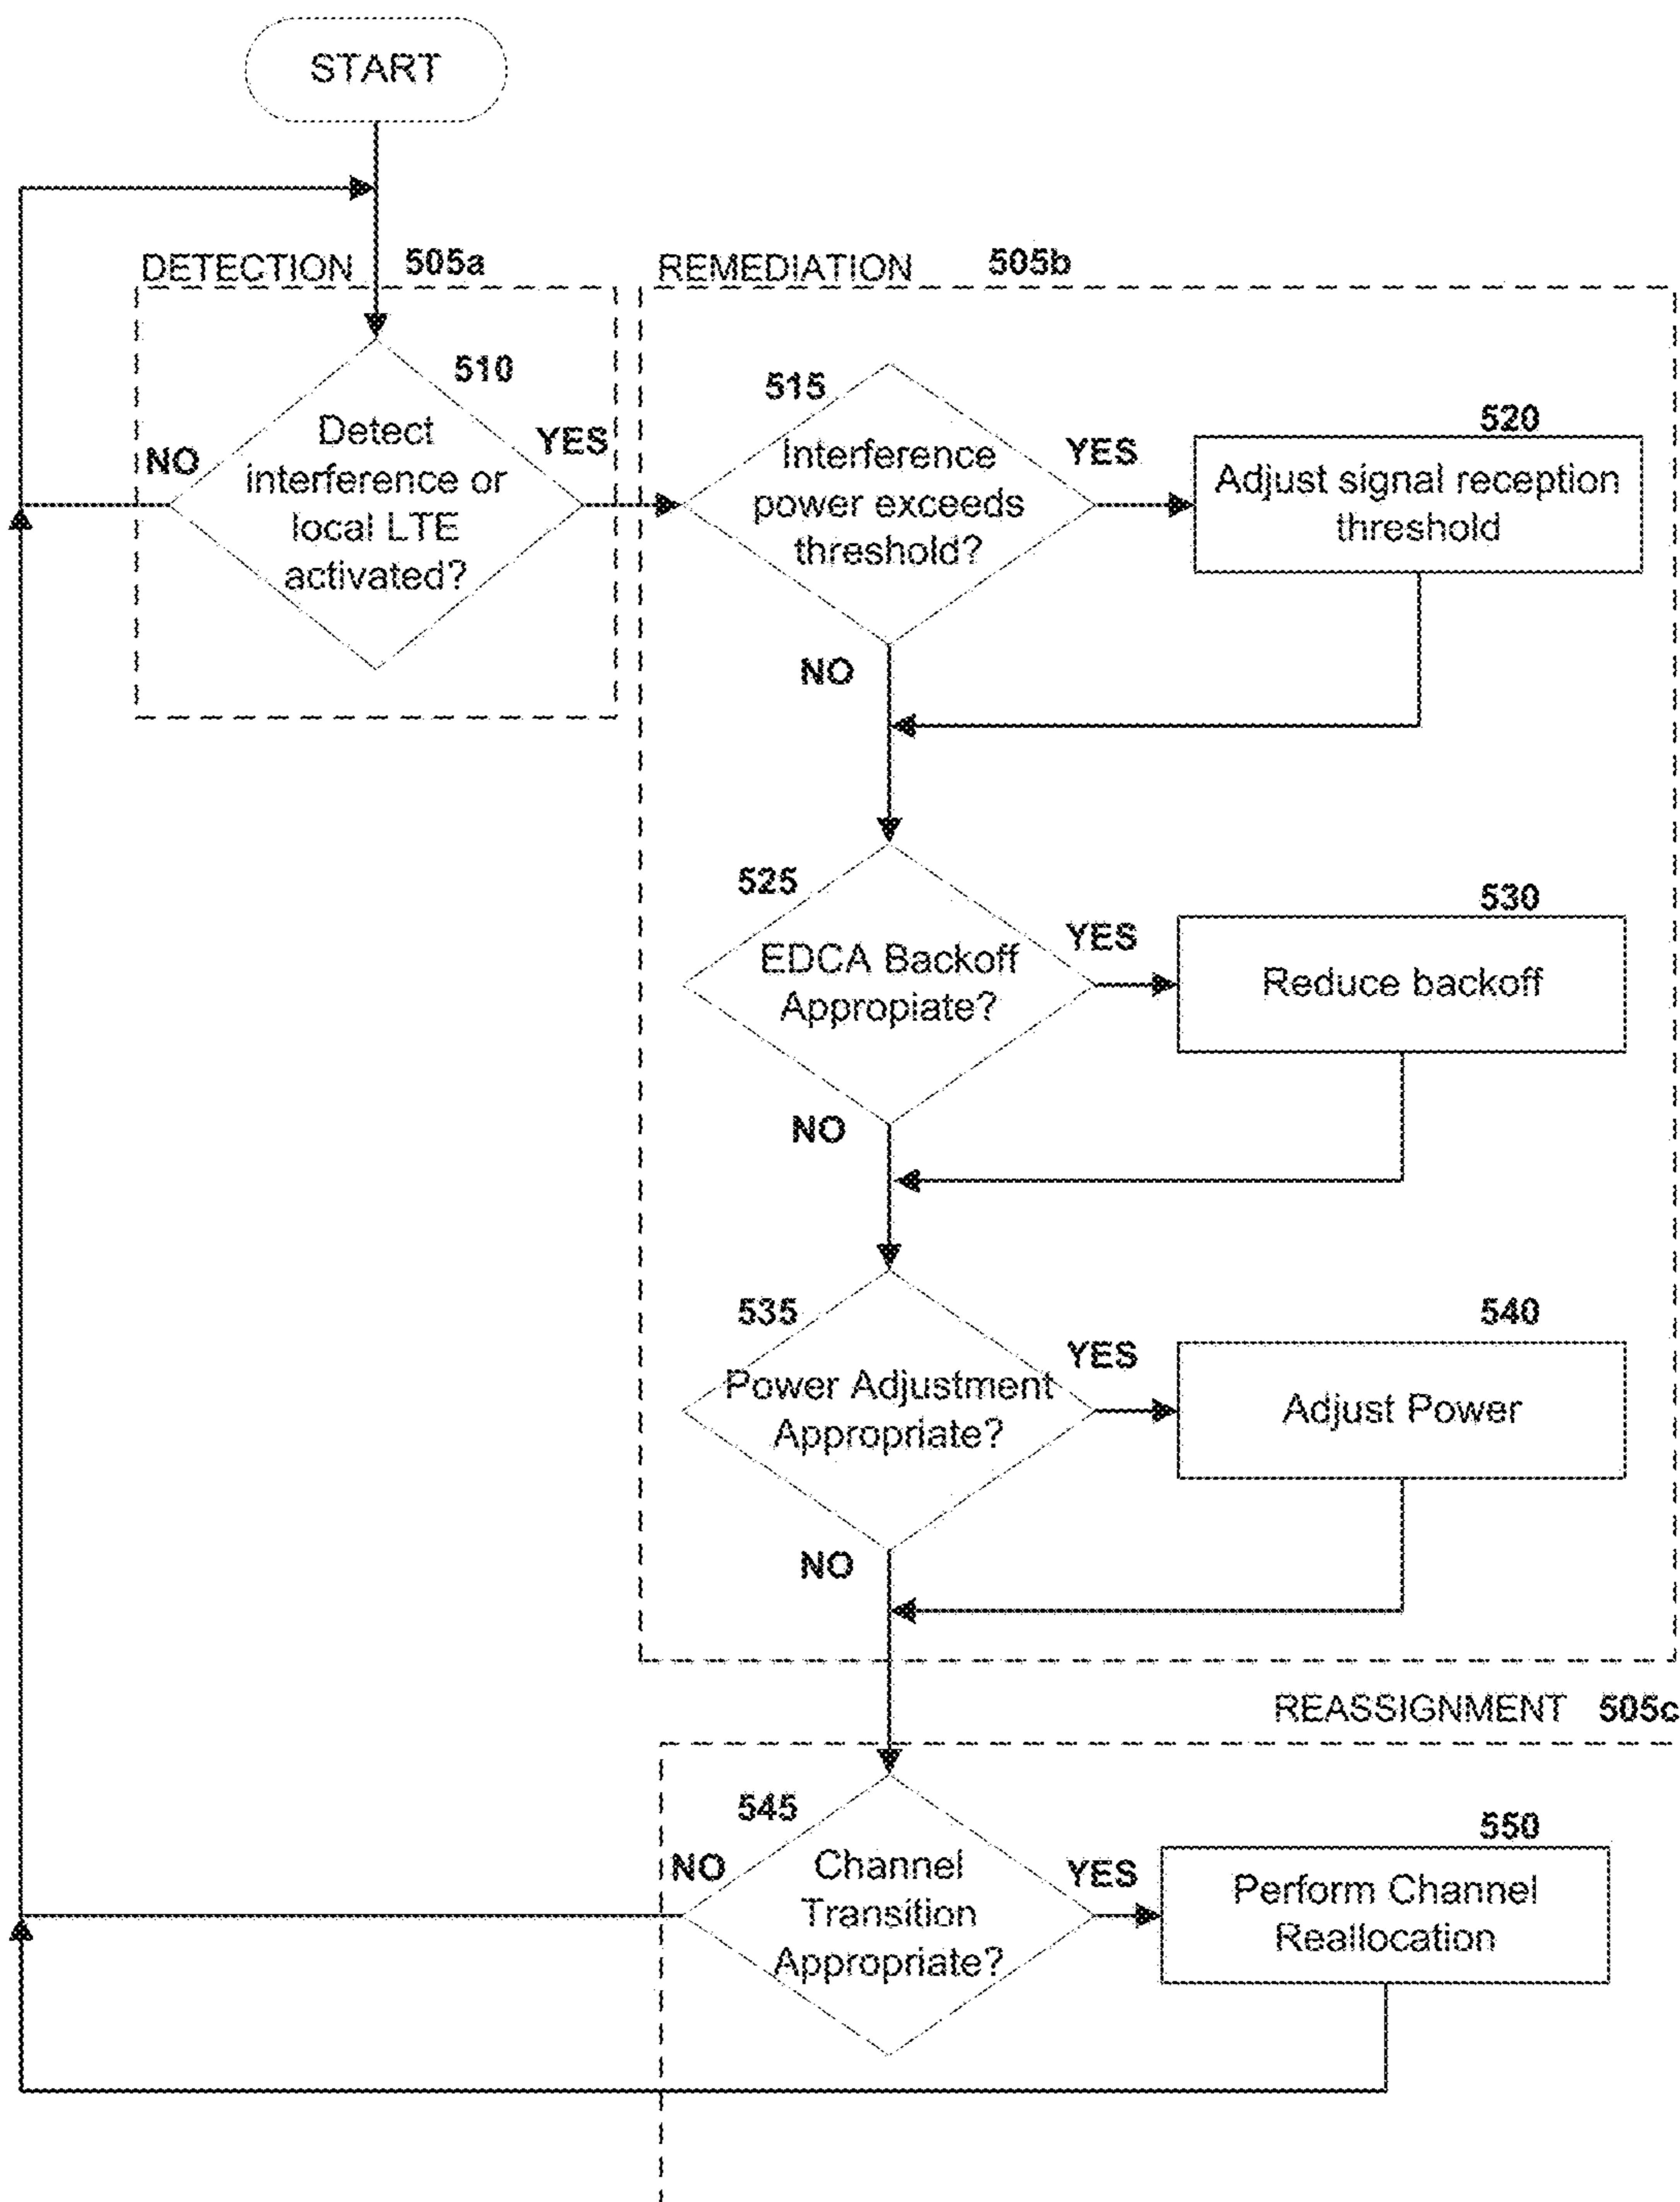 START
DETECTION 505a
REMEDIATION 505b
510
Detect
interference or
local LTE
activated?
NO
YES
515
Interference
power exceeds
threshold?
YES
NO
520
Adjust signal reception
threshold
525
EDCA Backoff
Appropiate?
YES
NO
530
Reduce backoff
535
Power Adjustment
Appropriate?
YES
NO
540
Adjust Power
REASSIGNMENT 505c
545
Channel
Transition
Appropriate?
NO
YES
550
Perform Channel
Reallocation